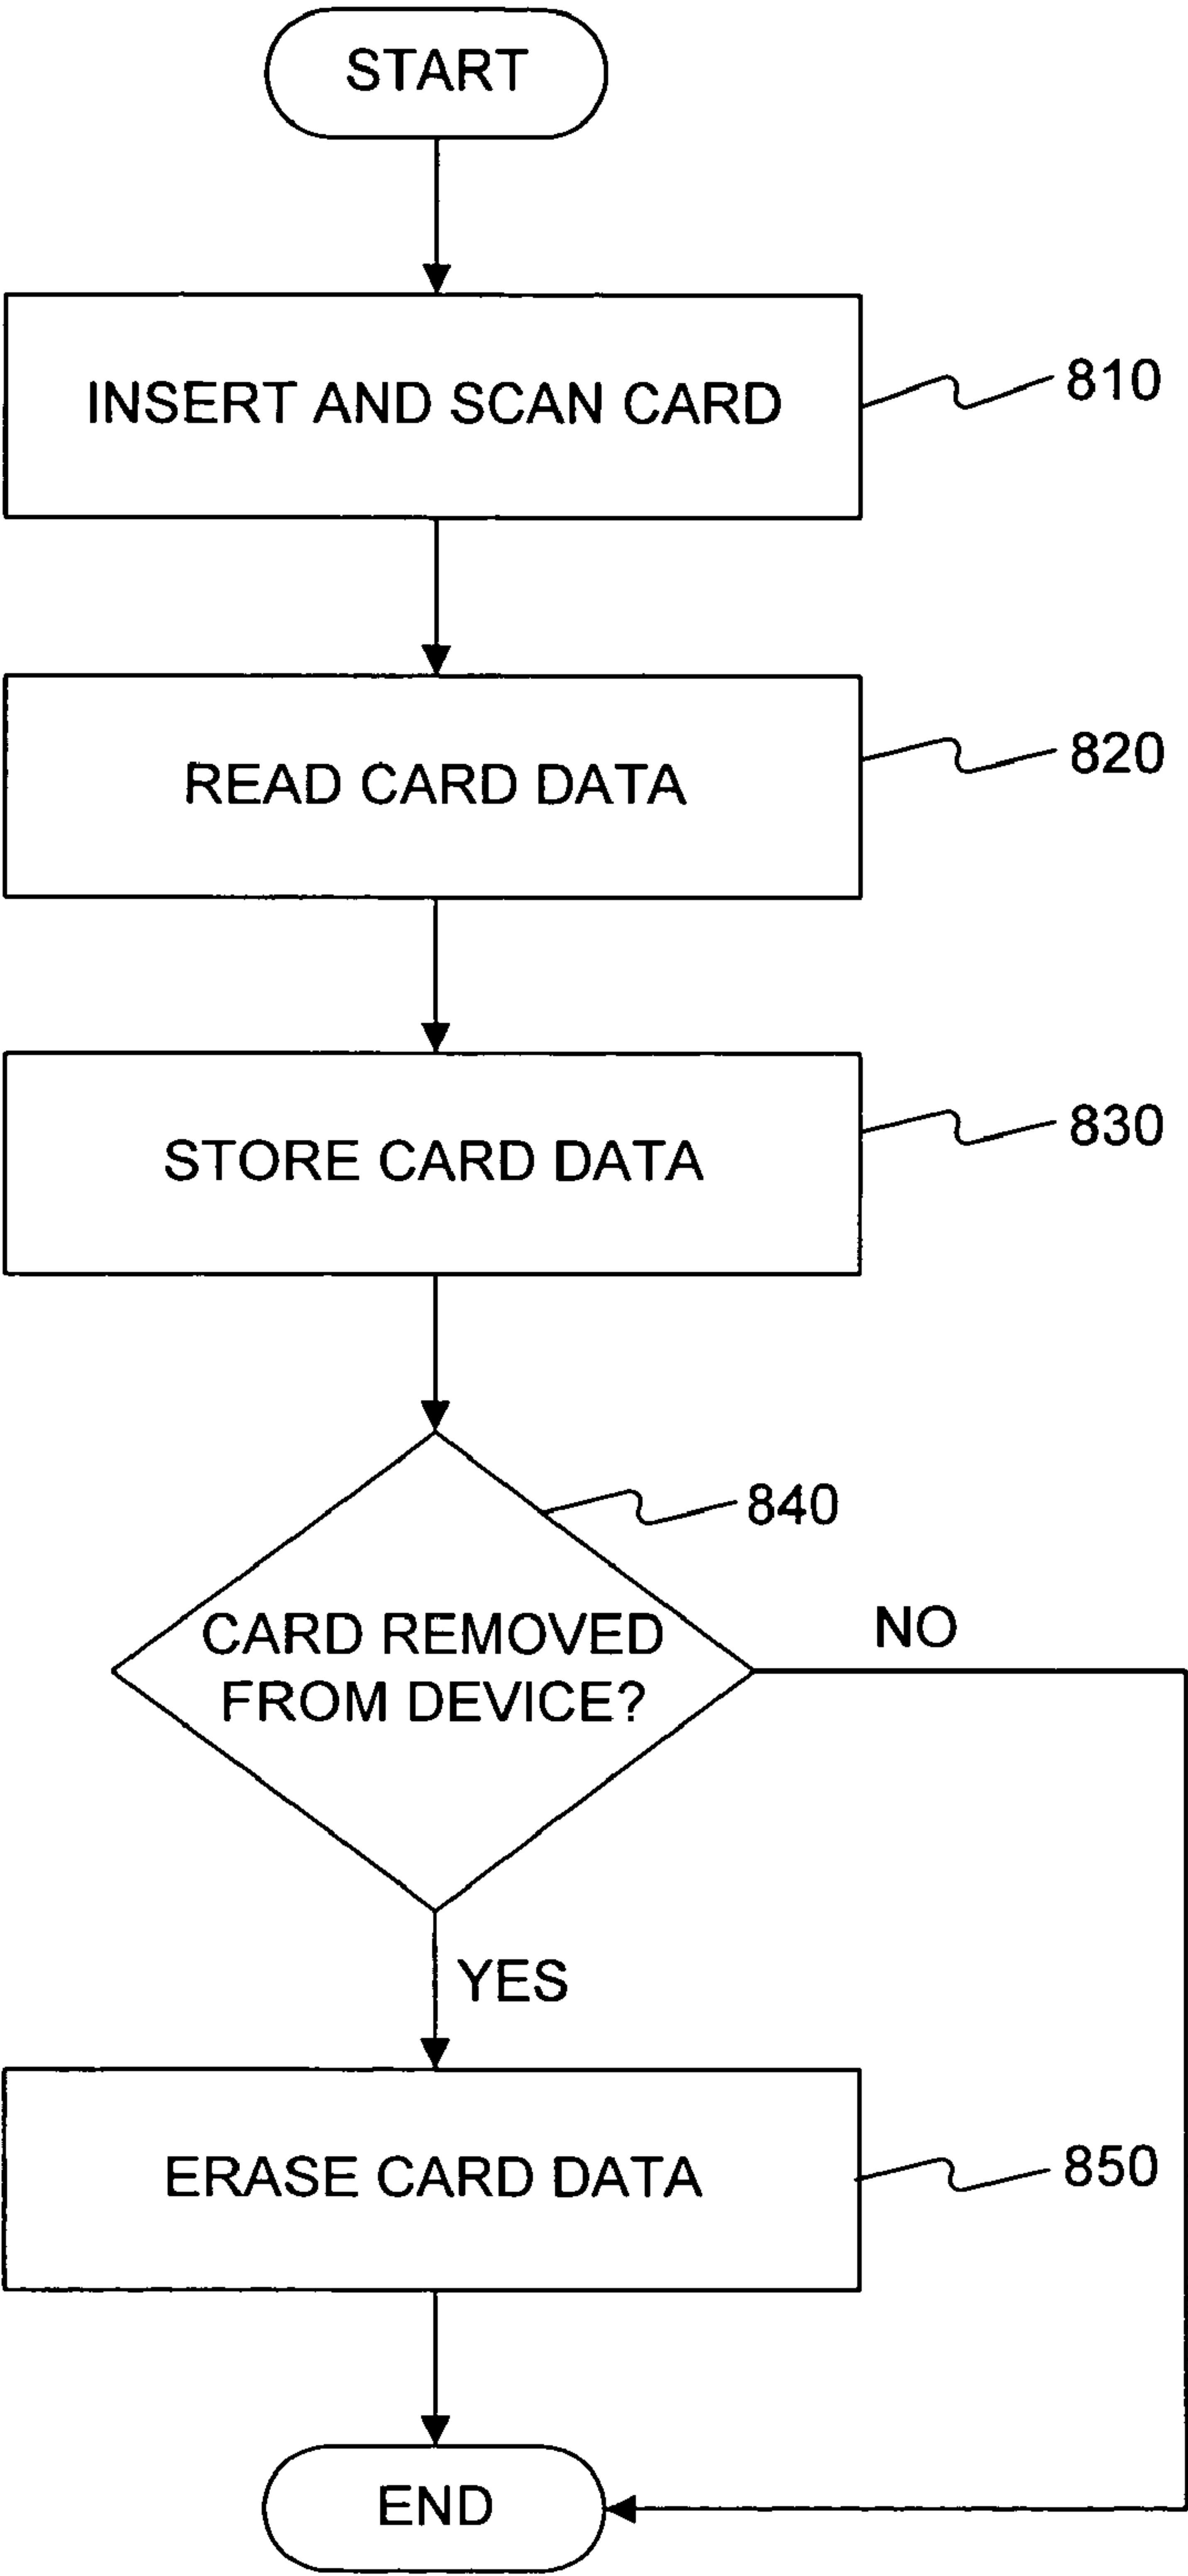 START
INSERT AND SCAN CARD
810
READ CARD DATA
820
STORE CARD DATA
830
840
CARD REMOVED
FROM DEVICE?
NO
YES
ERASE CARD DATA
850
END